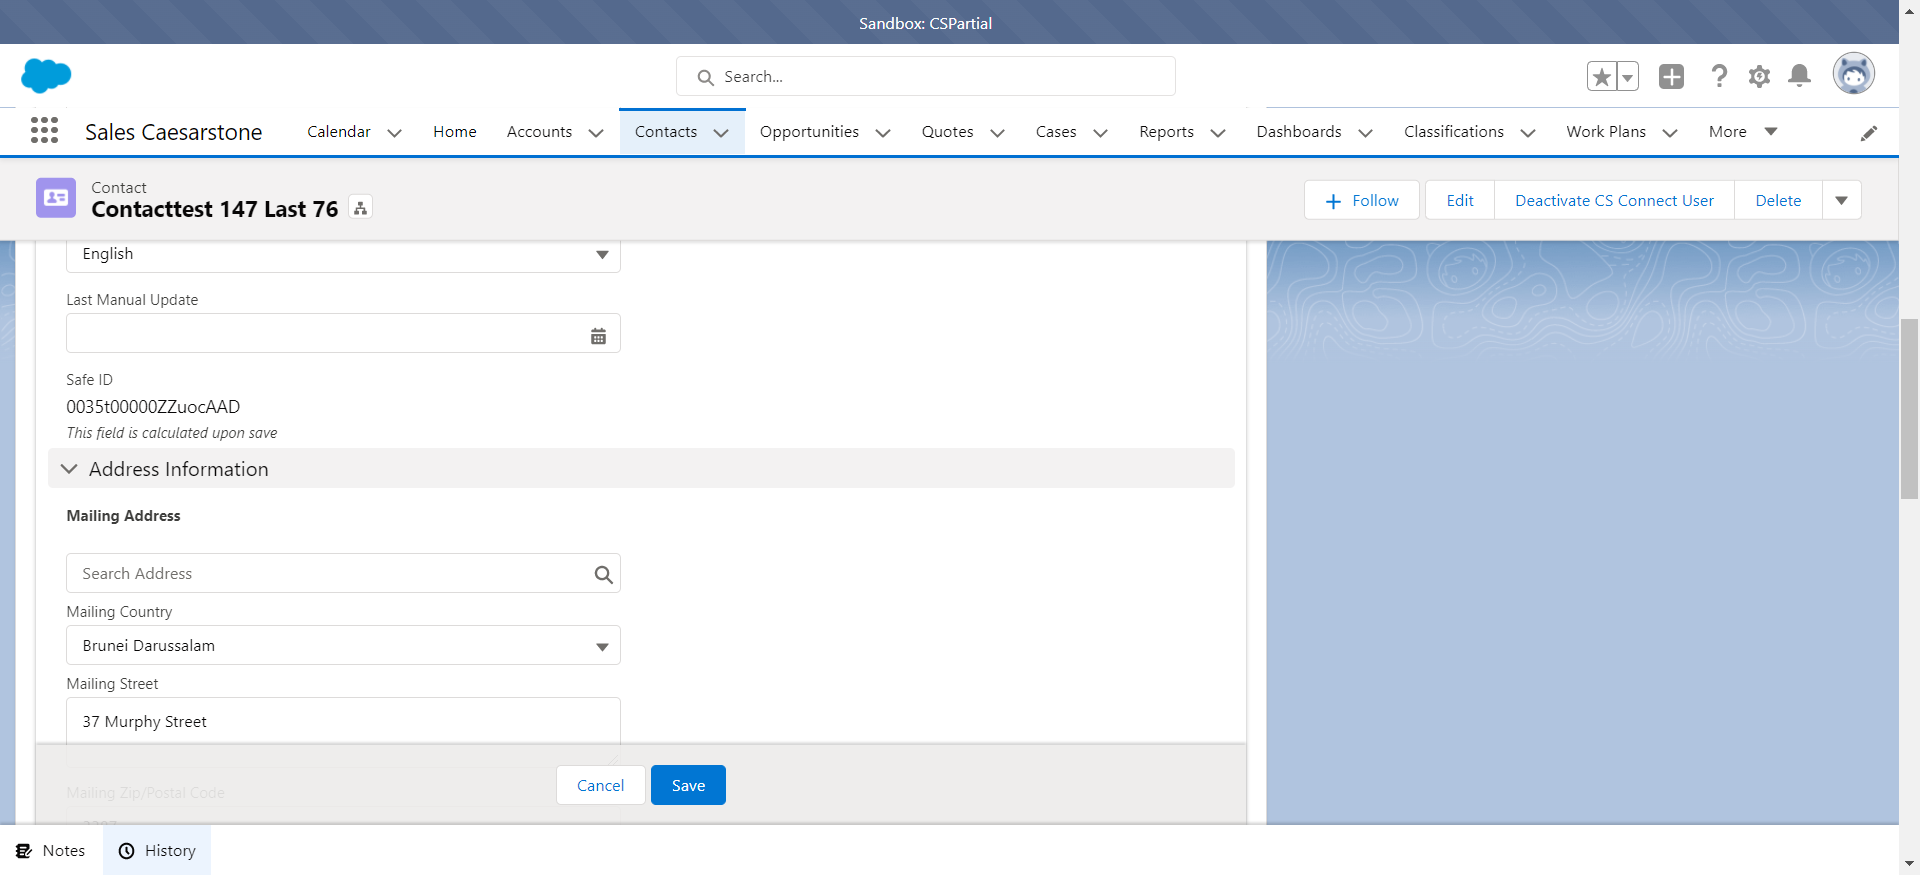 Sandbox: CSPartial
Search...
Sales Caesarstone
Calendar
Home
Accounts
Contacts
Opportunities
Quotes
Cases
Reports
Dashboards
Classifications
Work Plans
More
Contact
Contacttest 147 Last 76
Follow
Edit
Deactivate CS Connect User
Delete
English
Last Manual Update
Safe ID
0035t00000ZZuocAAD
This field is calculated upon save
Address Information
Mailing Address
Search Address
Mailing Country
Brunei Darussalam
Mailing Street
37 Murphy Street
Mailing Zip/Postal Code
Cancel
Save
Notes
History